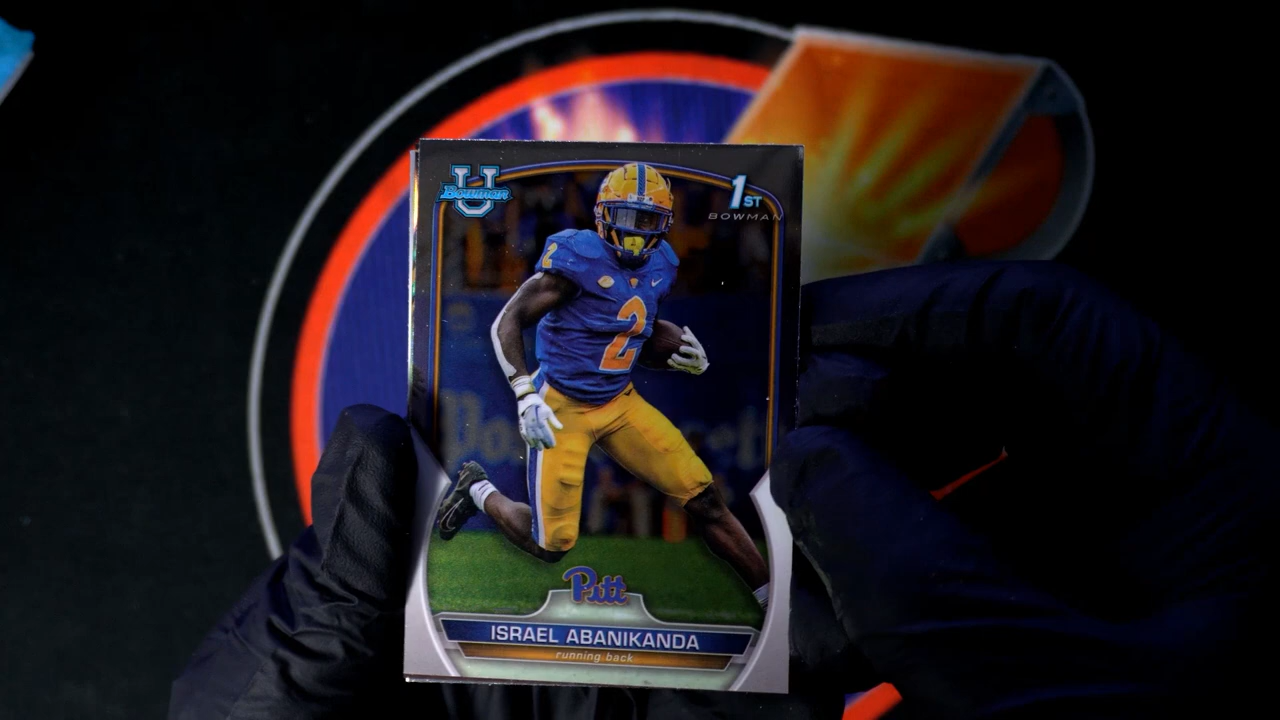 U
Bowman
1ST
BOWMAN
2
2
Pitt
ISRAEL ABANIKANDA
running back